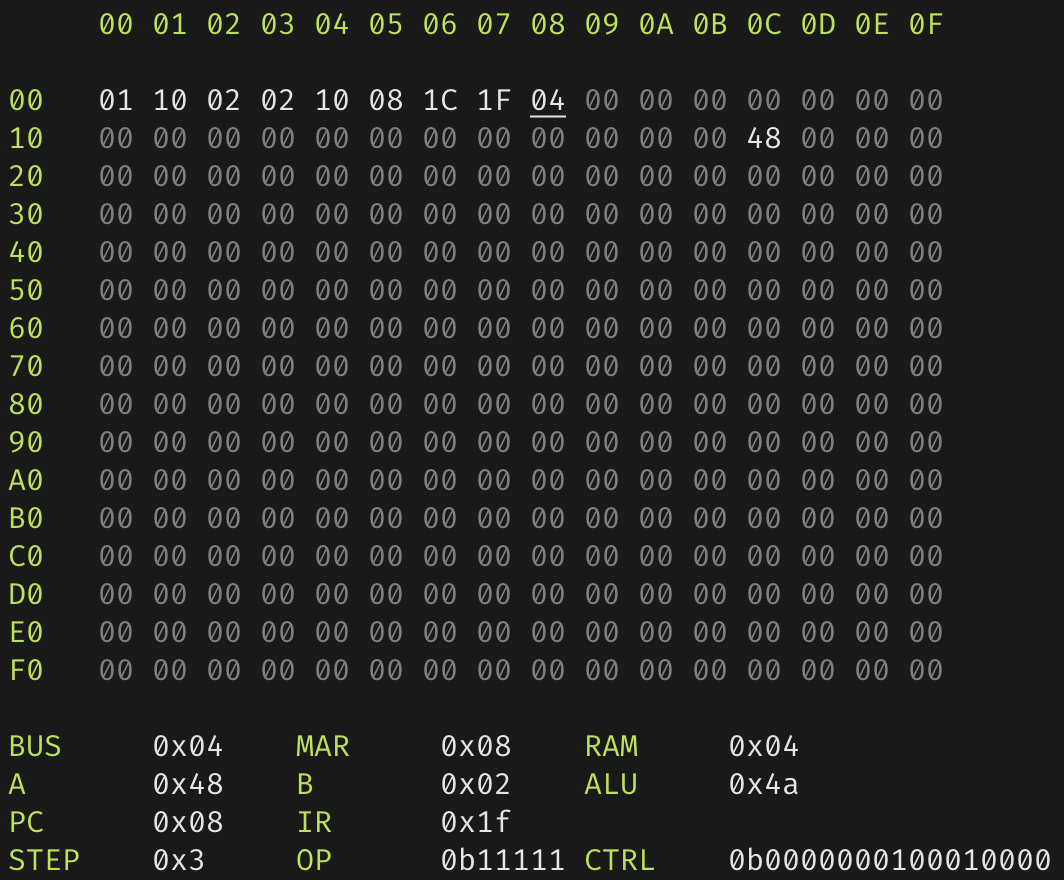 00 01 02 03 04 05 06 07 08 09 0A 0B 0C 0D 0E 0F
00 01 10 02 02 10 08 1C 1F 04 00 00 00 00 00 00 00
10 00 00 00 00 00 00 00 00 00 00 00 00 48 00 00 00
20 00 00 00 00 00 00 00 00 00 00 00 00 00 00 00 00
30 00 00 00 00 00 00 00 00 00 00 00 00 00 00 00 00
40 00 00 00 00 00 00 00 00 00 00 00 00 00 00 00 00
50 00 00 00 00 00 00 00 00 00 00 00 00 00 00 00 00
60 00 00 00 00 00 00 00 00 00 00 00 00 00 00 00 00
70 00 00 00 00 00 00 00 00 00 00 00 00 00 00 00 00
80 00 00 00 00 00 00 00 00 00 00 00 00 00 00 00 00
90 00 00 00 00 00 00 00 00 00 00 00 00 00 00 00 00
A0 00 00 00 00 00 00 00 00 00 00 00 00 00 00 00 00
B0 00 00 00 00 00 00 00 00 00 00 00 00 00 00 00 00
C0 00 00 00 00 00 00 00 00 00 00 00 00 00 00 00 00
D0 00 00 00 00 00 00 00 00 00 00 00 00 00 00 00 00
E0 00 00 00 00 00 00 00 00 00 00 00 00 00 00 00 00
F0 00 00 00 00 00 00 00 00 00 00 00 00 00 00 00 00
BUS 0x04 MAR 0x08 RAM 0x04
A 0x48 B 0x02 ALU 0x4a
PC 0x08 IR 0x1f
STEP 0x3 OP 0b11111 CTRL 0b0000000100010000